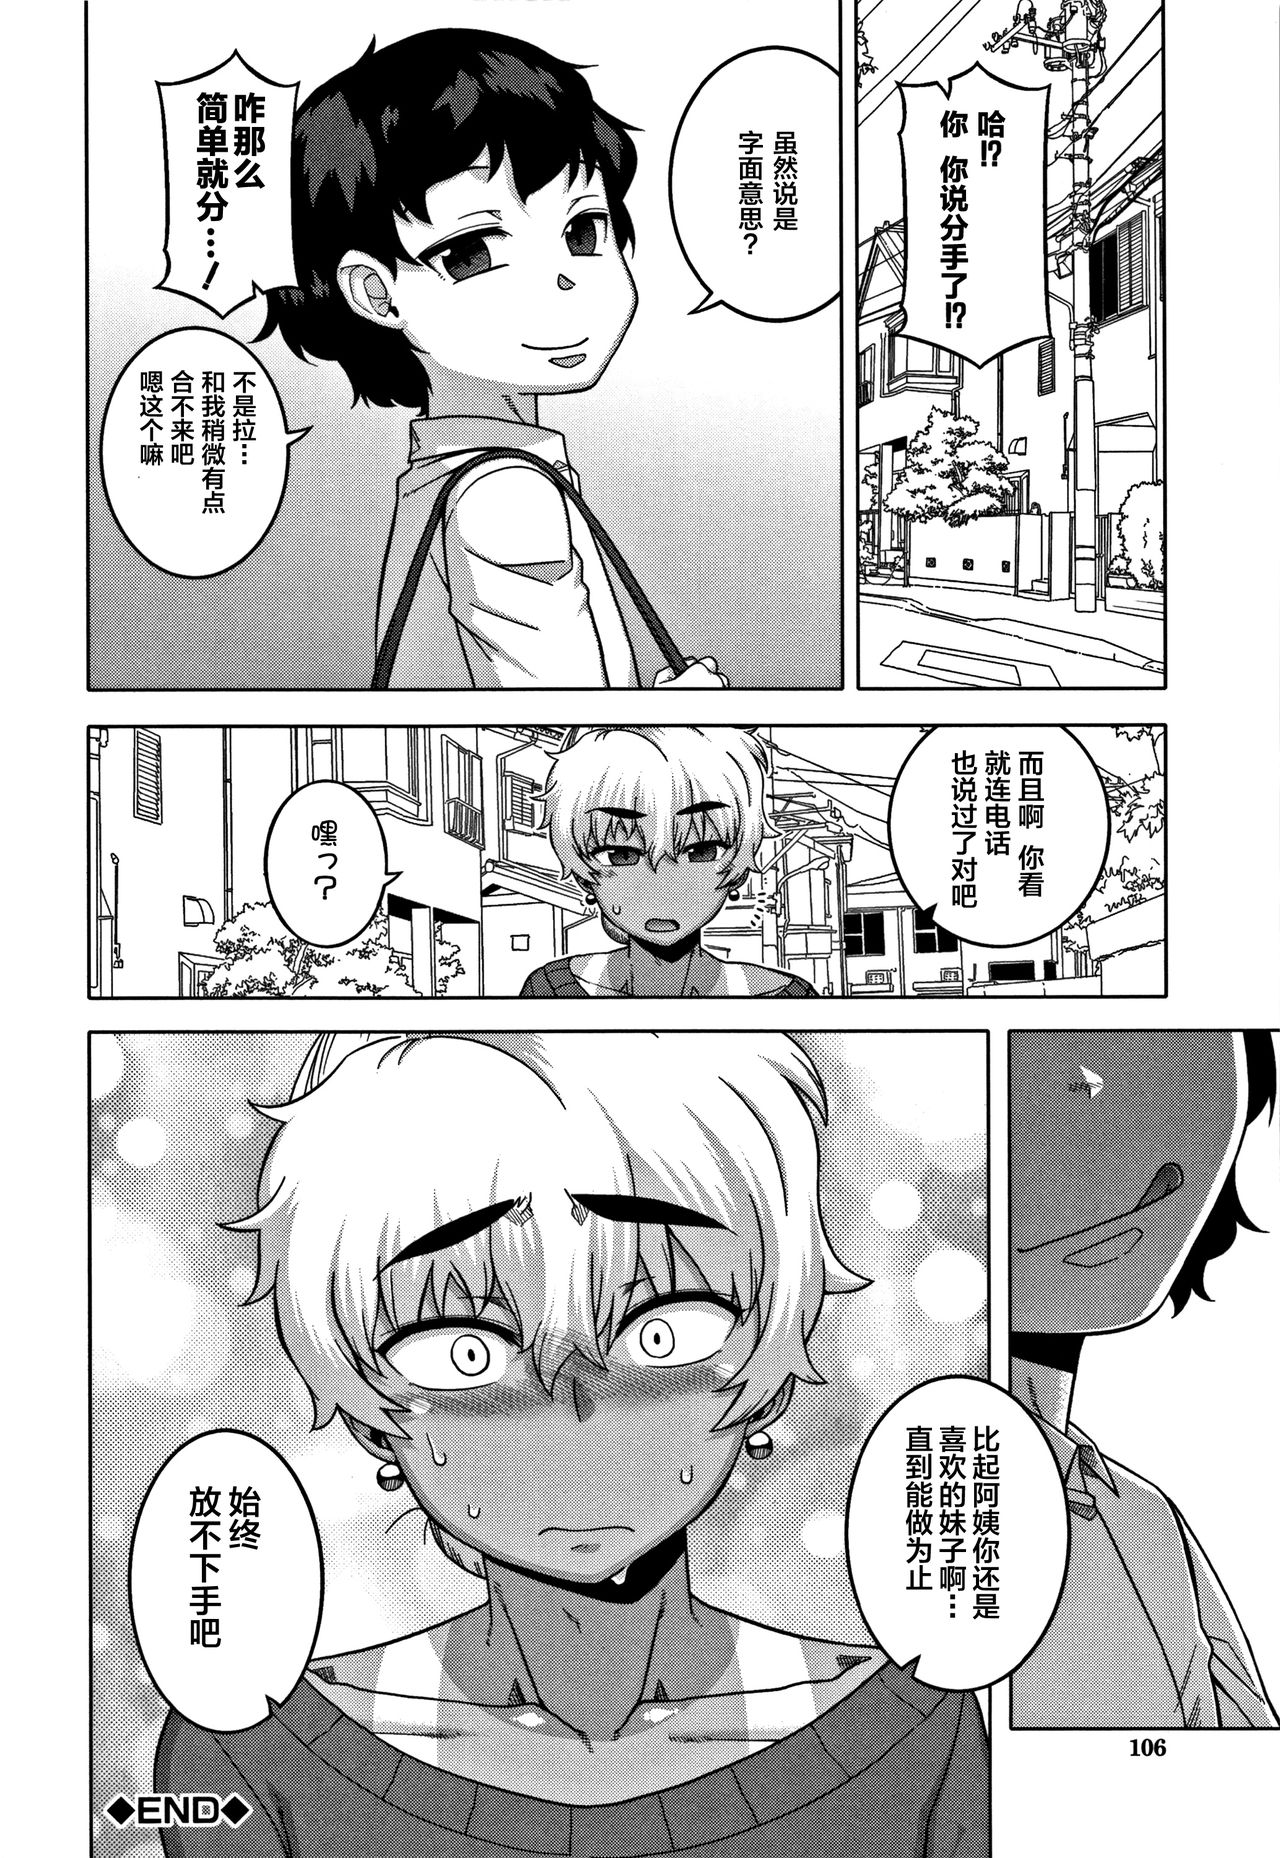 哈!?
你 你说分手了!?
虽然说是
字面意思?
咋那么
简单就分…!
不是拉…
和我稍微有点
合不来吧
嗯这个嘛
而且啊 你看
就连电话
也说过了对吧
嘿っ?
比起阿姨你还是
喜欢的妹子啊…
直到能做为止
始终
放不下手吧
106
◆END◆